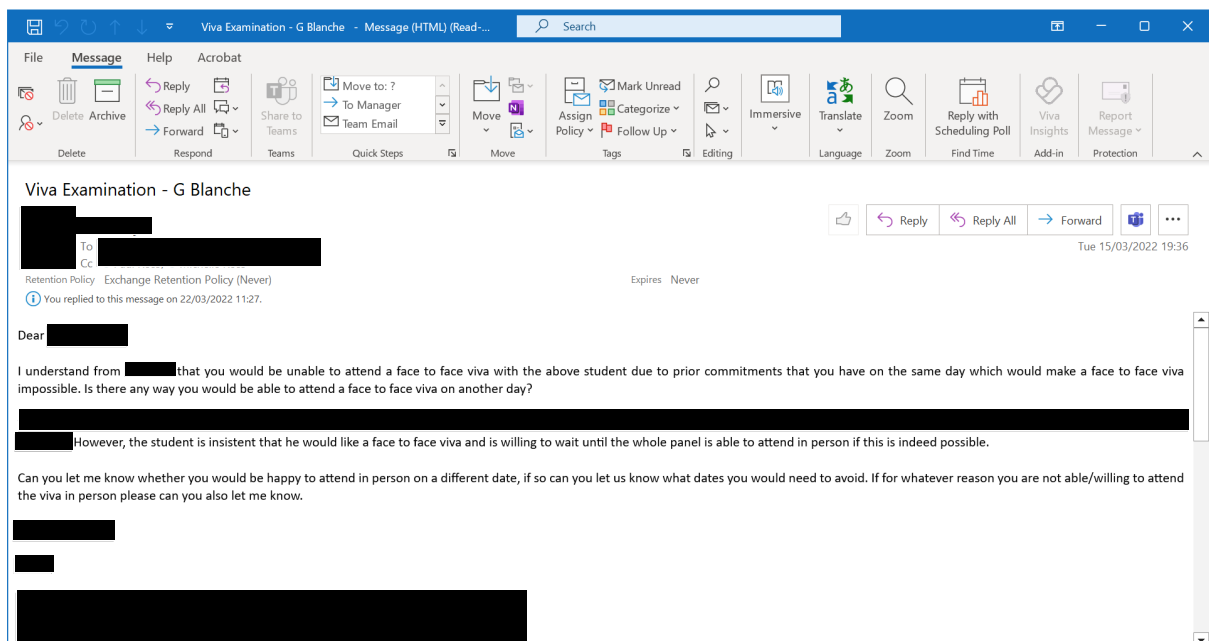 Viva Examination - G Blanche - Message (HTML) (Read-...
Search
File Message Help Acrobat
Delete Archive
Reply
Reply All
Forward
Share to Teams
Move to: ?
To Manager
Team Email
Move
Assign Policy
Mark Unread
Categorize
Follow Up
Immersive
Translate
Zoom
Reply with Scheduling Poll
Viva Insights
Report Message
Delete Respond Teams Quick Steps Move Tags Editing Language Zoom Find Time Add-in Protection
Viva Examination - G Blanche
Reply Reply All Forward
To
Tue 15/03/2022 19:36
Cc
Retention Policy Exchange Retention Policy (Never) Expires Never
You replied to this message on 22/03/2022 11:27.
Dear
I understand from that you would be unable to attend a face to face viva with the above student due to prior commitments that you have on the same day which would make a face to face viva
impossible. Is there any way you would be able to attend a face to face viva on another day?
However, the student is insistent that he would like a face to face viva and is willing to wait until the whole panel is able to attend in person if this is indeed possible.
Can you let me know whether you would be happy to attend in person on a different date, if so can you let us know what dates you would need to avoid. If for whatever reason you are not able/willing to attend
the viva in person please can you also let me know.